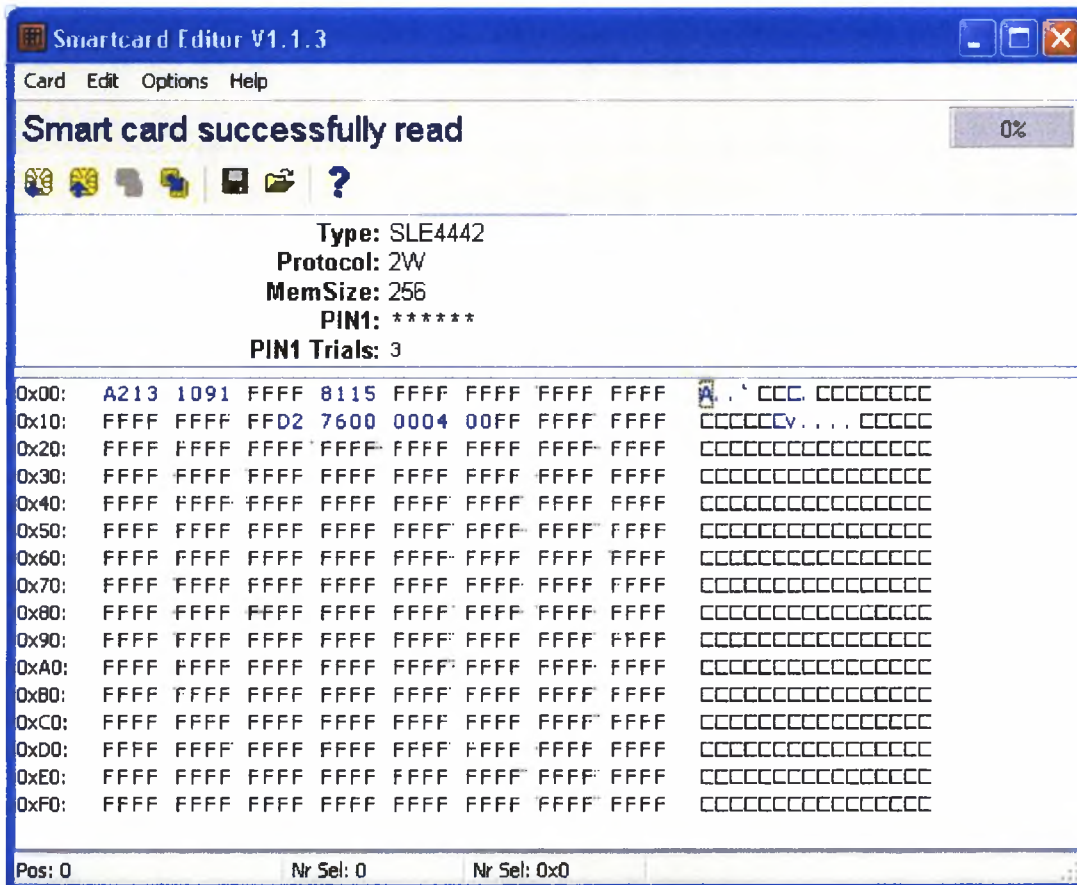 Smartcard Editor V1.1.3
Card Edit Options Help
Smart card successfully read
0%
Type: SLE4442
Protocol: 2W
MemSize: 256
PIN1: ******
PIN1 Trials: 3
0x00: A213 1091 FFFF 8115 FFFF FFFF FFFF FFFF
0x10: FFFF FFFF FFD2 7600 0004 00FF FFFF FFFF
0x20: FFFF FFFF FFFF FFFF FFFF FFFF FFFF FFFF
0x30: FFFF FFFF FFFF FFFF FFFF FFFF FFFF FFFF
0x40: FFFF FFFF FFFF FFFF FFFF FFFF FFFF FFFF
0x50: FFFF FFFF FFFF FFFF FFFF FFFF FFFF FFFF
0x60: FFFF FFFF FFFF FFFF FFFF FFFF FFFF FFFF
0x70: FFFF FFFF FFFF FFFF FFFF FFFF FFFF FFFF
0x80: FFFF FFFF FFFF FFFF FFFF FFFF FFFF FFFF
0x90: FFFF FFFF FFFF FFFF FFFF FFFF FFFF FFFF
0xA0: FFFF FFFF FFFF FFFF FFFF FFFF FFFF FFFF
0xB0: FFFF FFFF FFFF FFFF FFFF FFFF FFFF FFFF
0xC0: FFFF FFFF FFFF FFFF FFFF FFFF FFFF FFFF
0xD0: FFFF FFFF FFFF FFFF FFFF FFFF FFFF FFFF
0xE0: FFFF FFFF FFFF FFFF FFFF FFFF FFFF FFFF
0xF0: FFFF FFFF FFFF FFFF FFFF FFFF FFFF FFFF
Pos: 0 Nr Sel: 0 Nr Sel: 0x0